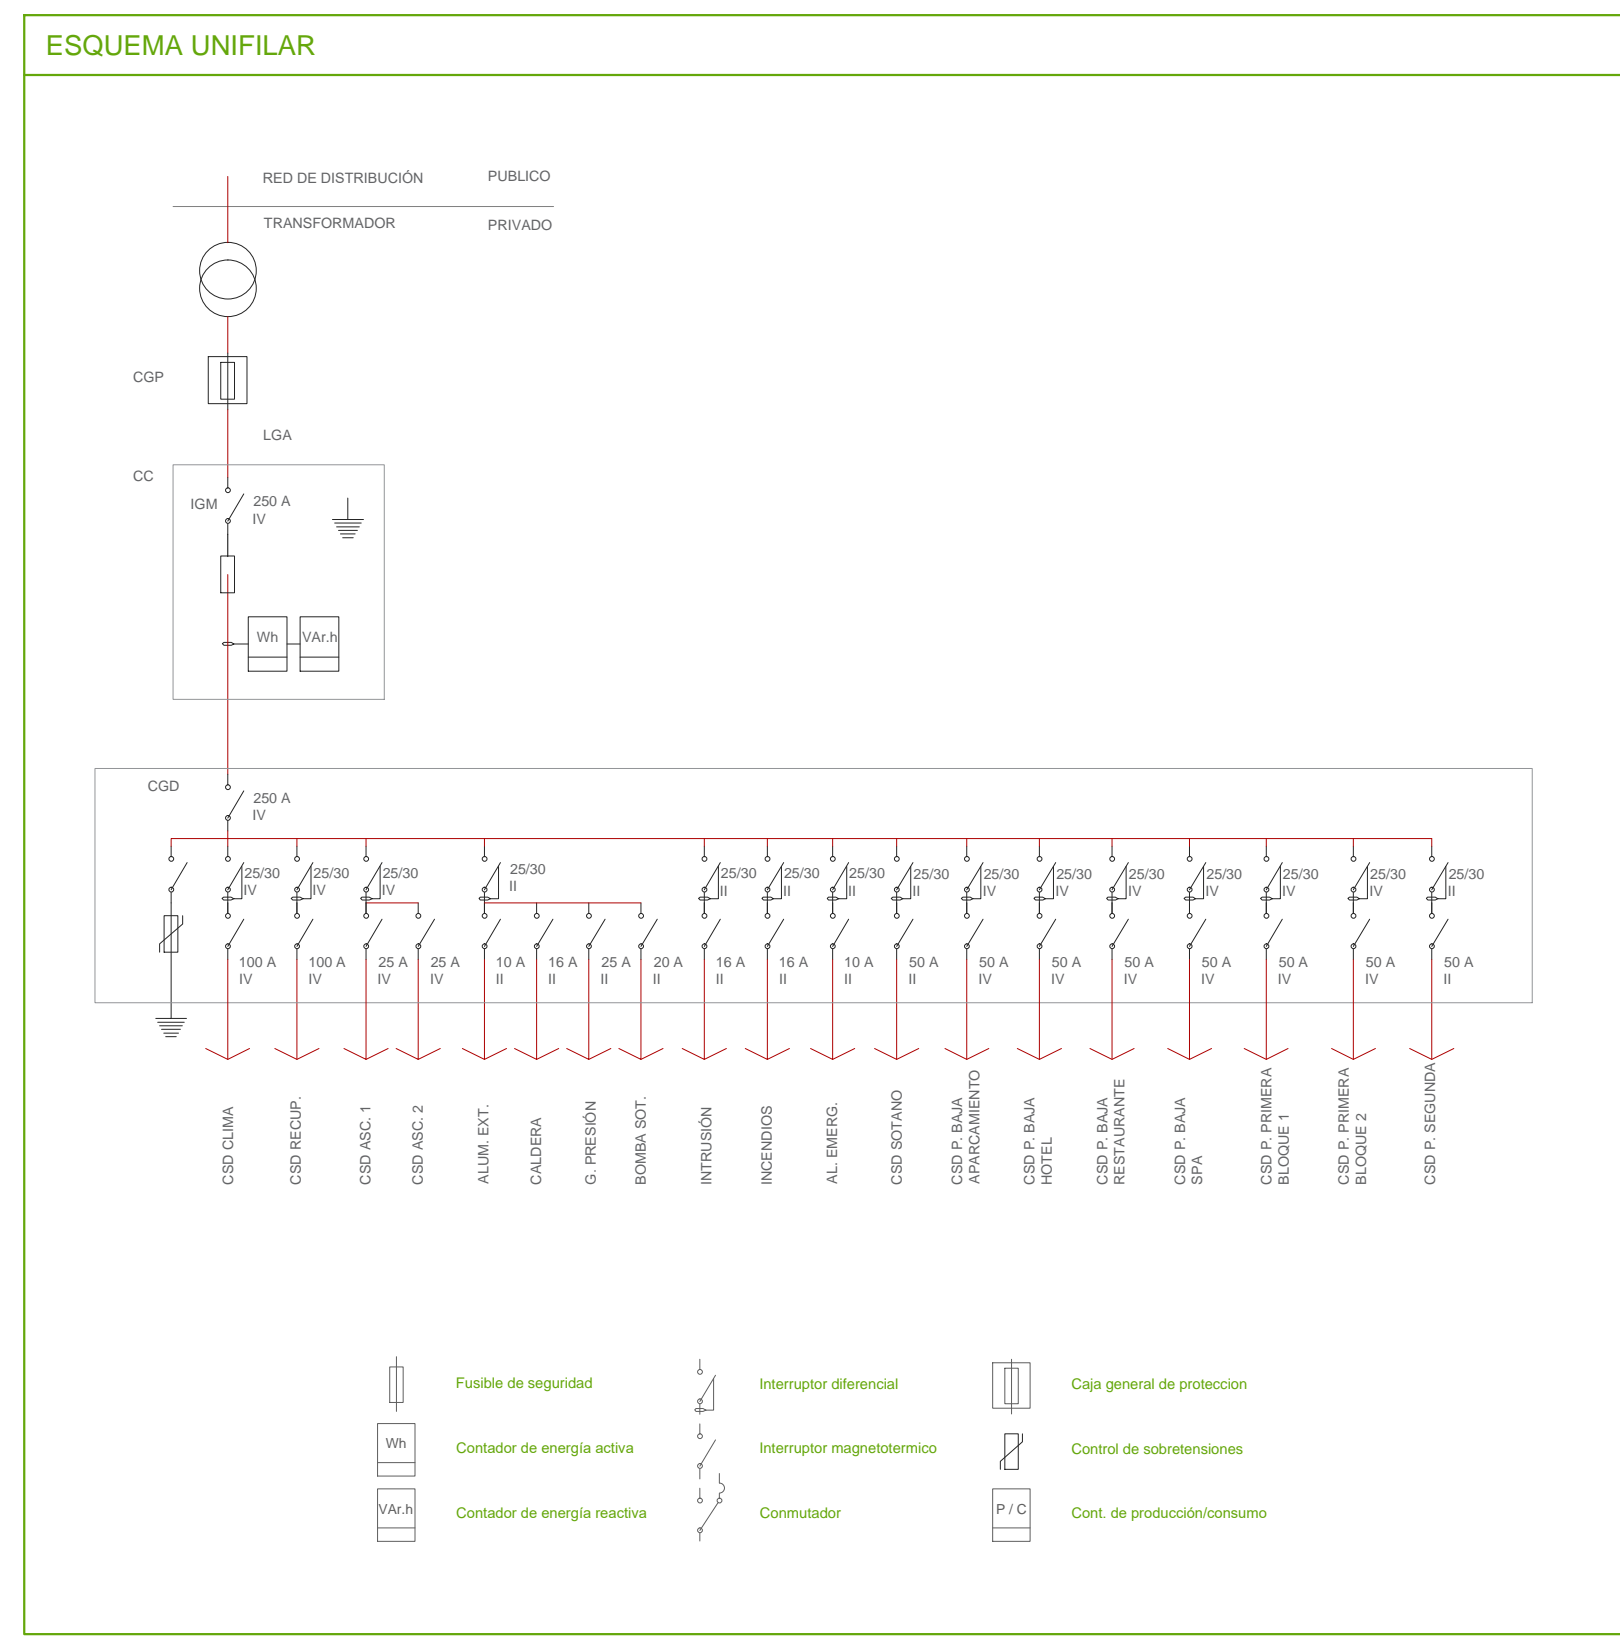 ESQUEMA UNIFILAR
RED DE DISTRIBUCIÓN PUBLICO
TRANSFORMADOR PRIVADO
CGP
LGA
CC
IGM 250 A
IV
Wh VAr.h
CGD
250 A
IV
25/30 25/30 25/30 25/30 25/30 25/30 25/30 25/30 25/30 25/30 25/30 25/30 25/30 25/30 25/30
IV IV IV II II II II II IV IV IV IV IV IV II
100 A 100 A 25 A 25 A 10 A 16 A 25 A 20 A 16 A 16 A 10 A 50 A 50 A 50 A 50 A 50 A 50 A 50 A 50 A
IV IV IV IV II II II II II II II II IV IV IV IV IV IV II
CSD CLIMA
CSD RECUP.
CSD ASC. 1
CSD ASC. 2
ALUM. EXT.
CALDERA
G. PRESIÓN
BOMBA SOT.
INTRUSIÓN
INCENDIOS
AL. EMERG.
CSD SOTANO
CSD P. BAJA
APARCAMIENTO
CSD P. BAJA
HOTEL
CSD P. BAJA
RESTAURANTE
CSD P. BAJA
SPA
CSD P. PRIMERA
BLOQUE 1
CSD P. PRIMERA
BLOQUE 2
CSD P. SEGUNDA
Fusible de seguridad
Interruptor diferencial
Caja general de proteccion
Wh Contador de energía activa
Interruptor magnetotermico
Control de sobretensiones
VAr.h Contador de energía reactiva
Conmutador
P / C Cont. de producción/consumo